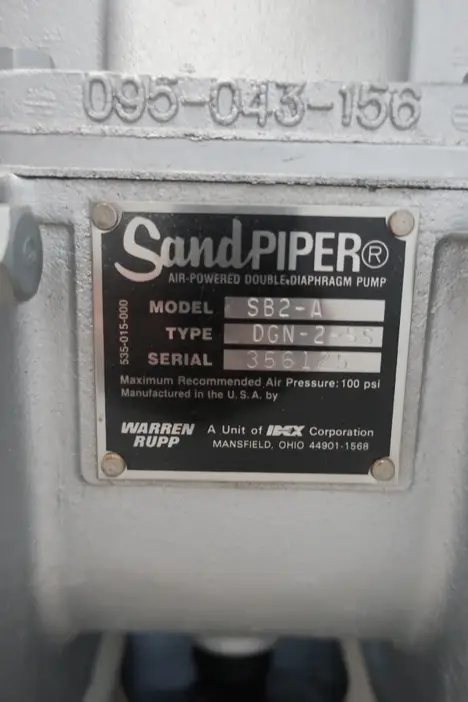 095-043-156
SandPIPER®
AIR-POWERED DOUBLE-DIAPHRAGM PUMP
MODEL SB2-A
TYPE
SERIAL
535-015-000
Maximum Recommended Air Pressure: 100 psi
Manufactured in the U.S.A. by
WARREN RUPP
A Unit of IDEX Corporation
MANSFIELD, OHIO 44901-1568